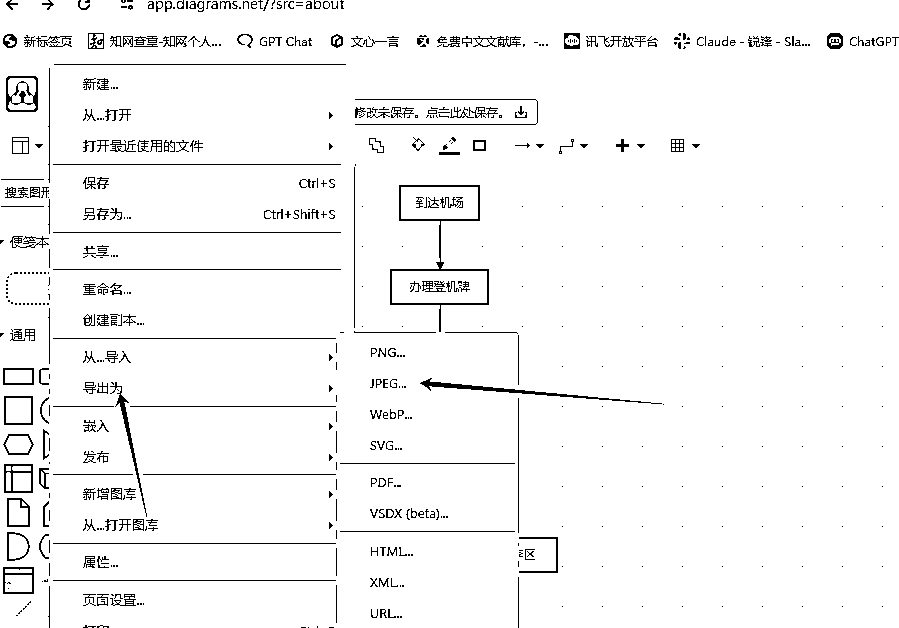 app.diagrams.net/?src=about
新标签页 知网查重-知网个人... GPT Chat 文心一言 免费中文文献库，-... 讯飞开放平台 Claude - 锐锋 - Sla... ChatGPT
新建...
从...打开
修改未保存。点击此处保存。
打开最近使用的文件
保存 Ctrl+S
搜索图形
另存为... Ctrl+Shift+S
到达机场
便笺本
共享...
重命名...
办理登机牌
创建副本...
通用
从...导入
PNG...
导出为
JPEG...
WebP...
嵌入
SVG...
发布
PDF...
新增图库
VSDX (beta)...
从...打开图库
HTML...
属性...
XML...
页面设置...
URL...